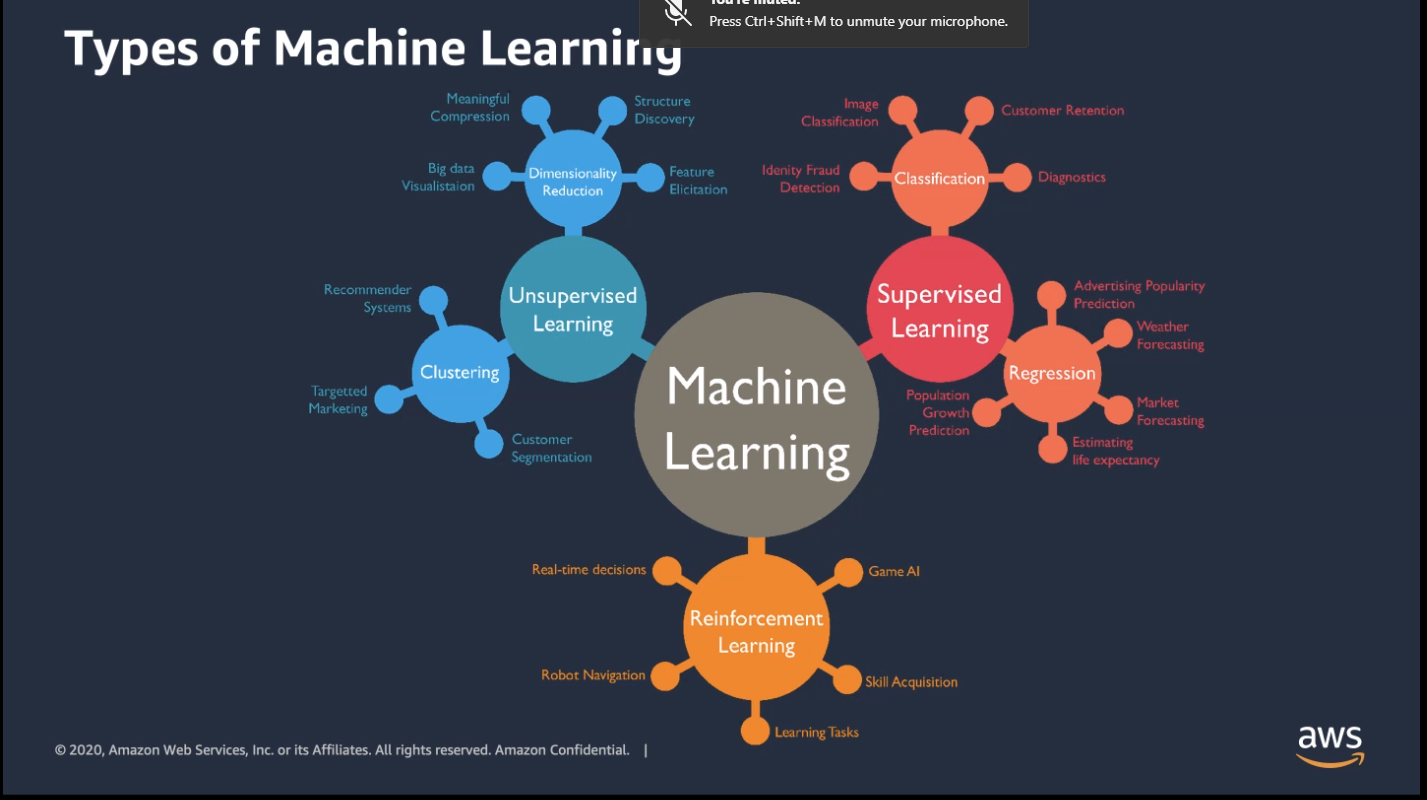 You're muted.
Press Ctrl+Shift+M to unmute your microphone.
Types of Machine Learning
Meaningful
Compression
Structure
Discovery
Big data
Visualistaion
Dimensionality
Reduction
Feature
Elicitation
Image
Classification
Customer Retention
Idenity Fraud
Detection
Classification
Diagnostics
Recommender
Systems
Unsupervised
Learning
Clustering
Targetted
Marketing
Customer
Segmentation
Machine
Learning
Supervised
Learning
Advertising Popularity
Prediction
Weather
Forecasting
Regression
Population
Growth
Prediction
Market
Forecasting
Estimating
life expectancy
Real-time decisions
Game AI
Reinforcement
Learning
Robot Navigation
Skill Acquisition
Learning Tasks
© 2020, Amazon Web Services, Inc. or its Affiliates. All rights reserved. Amazon Confidential. |
aws